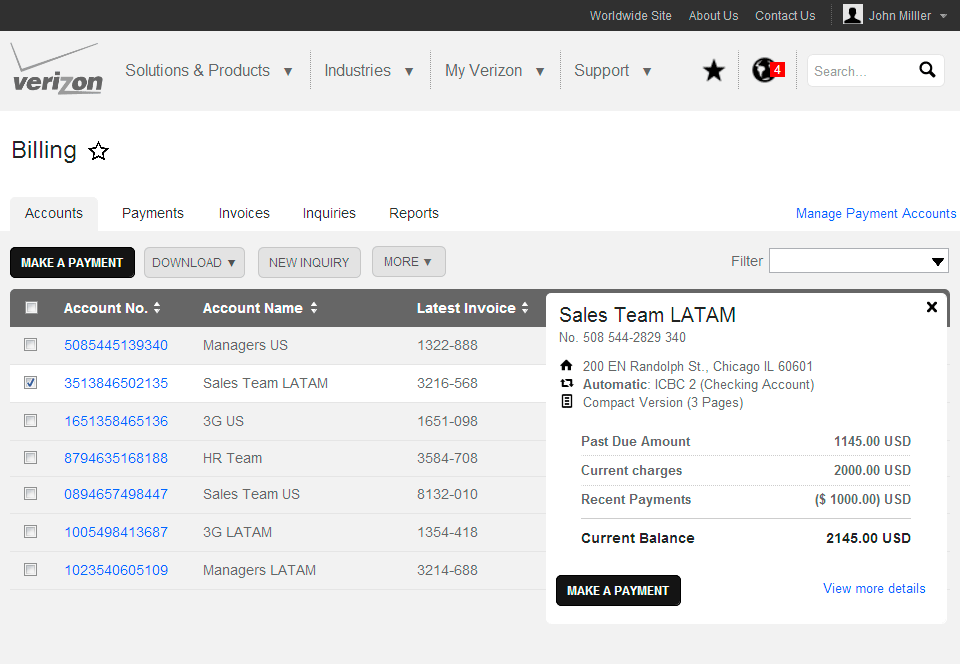 Worldwide Site About Us Contact Us John Milller
verizon Solutions & Products ▼ Industries ▼ My Verizon ▼ Support ▼ 4 Search...
Billing
Accounts Payments Invoices Inquiries Reports Manage Payment Accounts
MAKE A PAYMENT DOWNLOAD ▼ NEW INQUIRY MORE ▼ Filter
Account No. Account Name Latest Invoice
5085445139340 Managers US 1322-888
3513846502135 Sales Team LATAM 3216-568
1651358465136 3G US 1651-098
8794635168188 HR Team 3584-708
0894657498447 Sales Team US 8132-010
1005498413687 3G LATAM 1354-418
1023540605109 Managers LATAM 3214-688
Sales Team LATAM
No. 508 544-2829 340
200 EN Randolph St., Chicago IL 60601
Automatic: ICBC 2 (Checking Account)
Compact Version (3 Pages)
Past Due Amount 1145.00 USD
Current charges 2000.00 USD
Recent Payments ($ 1000.00) USD
Current Balance 2145.00 USD
MAKE A PAYMENT View more details